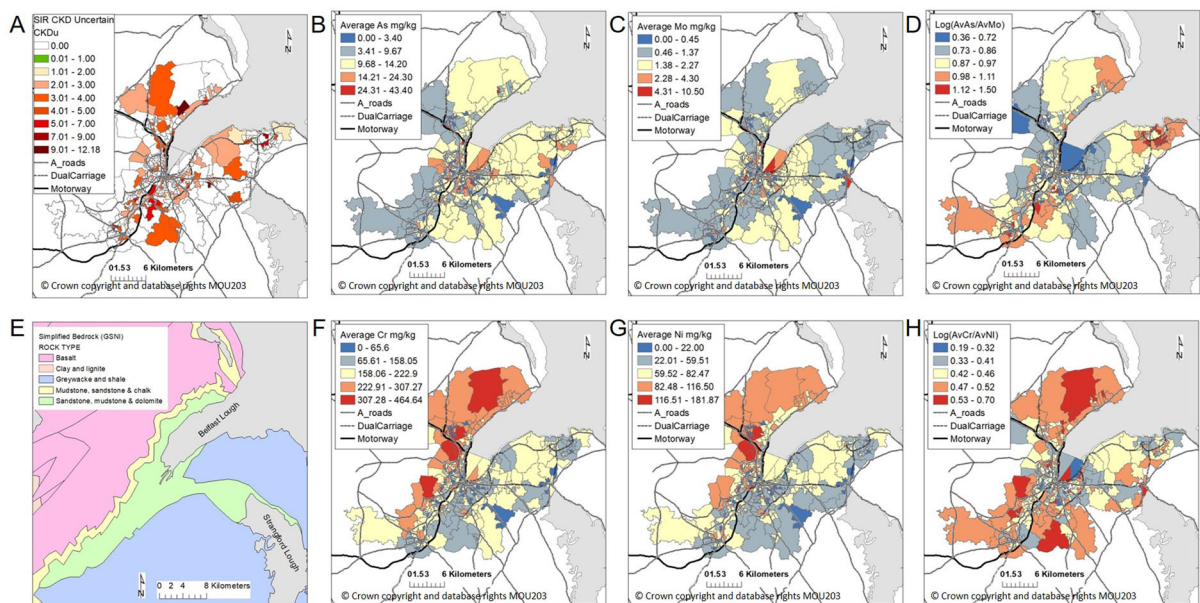 A
SIR CKD Uncertain
CKDu
0.00
0.01 - 1.00
1.01 - 2.00
2.01 - 3.00
3.01 - 4.00
4.01 - 5.00
5.01 - 7.00
7.01 - 9.00
9.01 - 12.18
A_roads
DualCarriage
Motorway
N
01.53 6 Kilometers
© Crown copyright and database rights MOU203
B
Average As mg/kg
0.00 - 3.40
3.41 - 9.67
9.68 - 14.20
14.21 - 24.30
24.31 - 43.40
A_roads
DualCarriage
Motorway
N
01.53 6 Kilometers
© Crown copyright and database rights MOU203
C
Average Mo mg/kg
0.00 - 0.45
0.46 - 1.37
1.38 - 2.27
2.28 - 4.30
4.31 - 10.50
A_roads
DualCarriage
Motorway
N
01.53 6 Kilometers
© Crown copyright and database rights MOU203
D
Log(AvAs/AvMo)
0.36 - 0.72
0.73 - 0.86
0.87 - 0.97
0.98 - 1.11
1.12 - 1.50
A_roads
DualCarriage
Motorway
N
01.53 6 Kilometers
© Crown copyright and database rights MOU203
E
Simplified Bedrock (GSNI)
ROCK TYPE
Basalt
Clay and lignite
Greywacke and shale
Mudstone, sandstone & chalk
Sandstone, mudstone & dolomite
Belfast Lough
Strangford Lough
N
0 2 4 8 Kilometers
F
Average Cr mg/kg
0 - 65.6
65.61 - 158.05
158.06 - 222.9
222.91 - 307.27
307.28 - 464.64
A_roads
DualCarriage
Motorway
N
01.53 6 Kilometers
© Crown copyright and database rights MOU203
G
Average Ni mg/kg
0.00 - 22.00
22.01 - 59.51
59.52 - 82.47
82.48 - 116.50
116.51 - 181.87
A_roads
DualCarriage
Motorway
N
01.53 6 Kilometers
© Crown copyright and database rights MOU203
H
Log(AvCr/AvNI)
0.19 - 0.32
0.33 - 0.41
0.42 - 0.46
0.47 - 0.52
0.53 - 0.70
A_roads
DualCarriage
Motorway
N
01.53 6 Kilometers
© Crown copyright and database rights MOU203